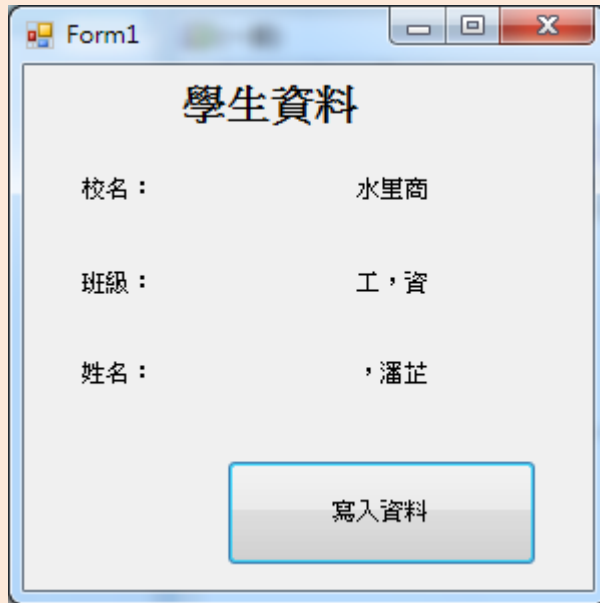 Form1
學生資料
校名： 水里商
班級： 工，資
姓名： ，潘芷
寫入資料